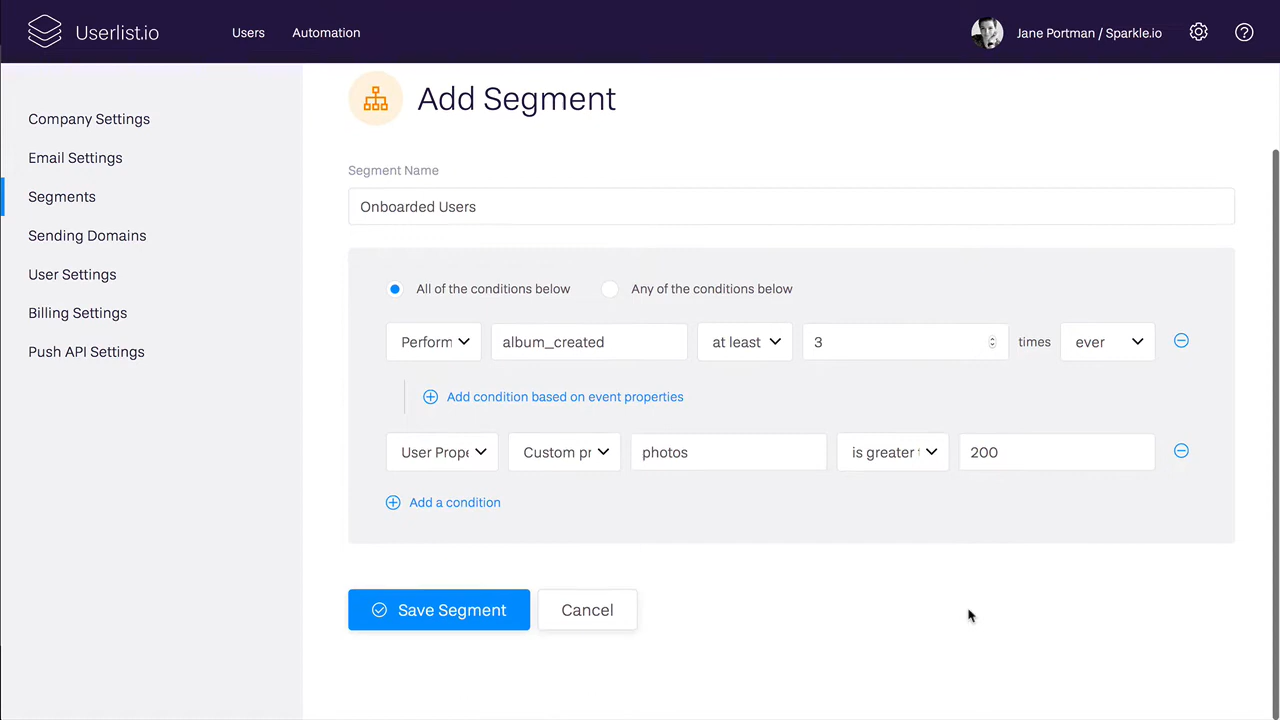 Userlist.io Users Automation Jane Portman / Sparkle.io
Company Settings
Email Settings
Segments
Sending Domains
User Settings
Billing Settings
Push API Settings
Add Segment
Segment Name
Onboarded Users
All of the conditions below Any of the conditions below
Perform album_created at least 3 times ever
Add condition based on event properties
User Prope Custom pr photos is greater 200
Add a condition
Save Segment Cancel